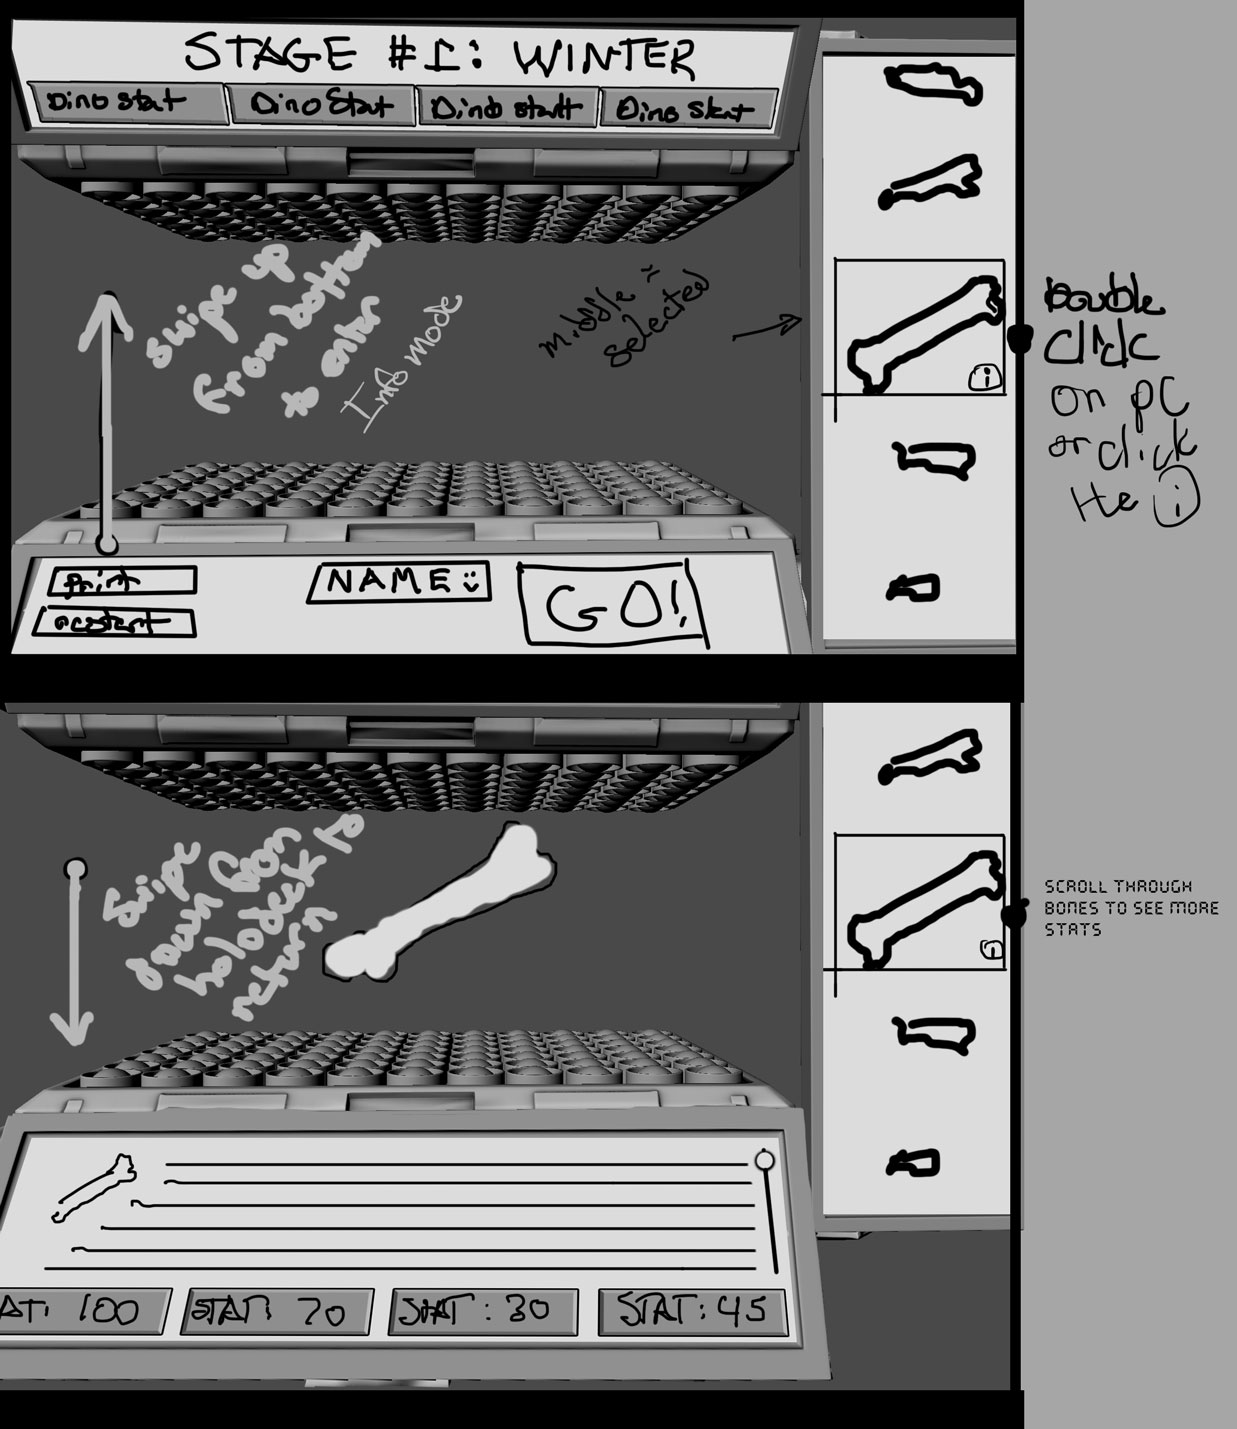 STAGE #1: WINTER
Dino stat
Dino Stat
Dino statt
Dino Stat
swipe up
from bottom
to enter
Info mode
middle =
selected
i
Double
click
on PC
or click
the i
print
restart
NAME:
GO!
Swipe
down from
holodeck to
return
i
SCROLL THROUGH
BONES TO SEE MORE
STATS
AT: 100
STAT: 70
STAT: 30
STAT: 45